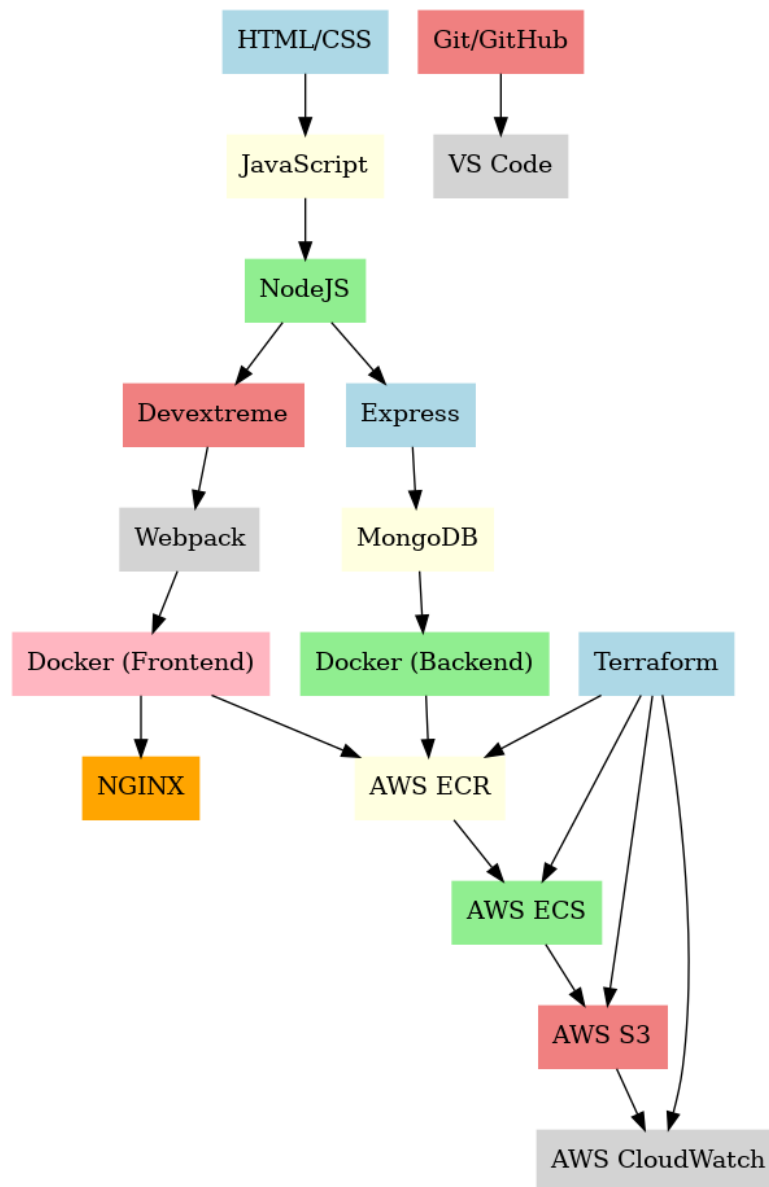 HTML/CSS
Git/GitHub
JavaScript
VS Code
NodeJS
Devextreme
Express
Webpack
MongoDB
Docker (Frontend)
Docker (Backend)
Terraform
NGINX
AWS ECR
AWS ECS
AWS S3
AWS CloudWatch